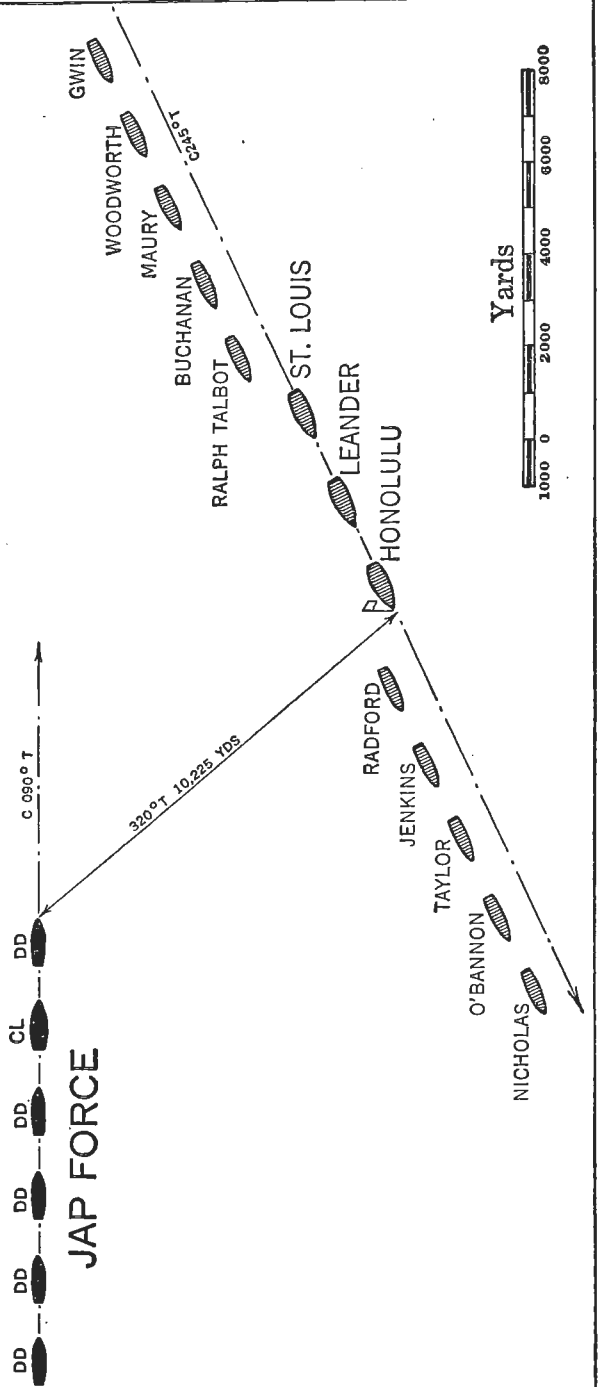 DD
DD
DD
DD
CL
DD
C 090° T
JAP FORCE
320°T 10,225 YDS
GWIN
WOODWORTH
MAURY
BUCHANAN
RALPH TALBOT
C245°T
ST. LOUIS
LEANDER
HONOLULU
RADFORD
JENKINS
TAYLOR
O'BANNON
NICHOLAS
Yards
1000 0 2000 4000 6000 8000